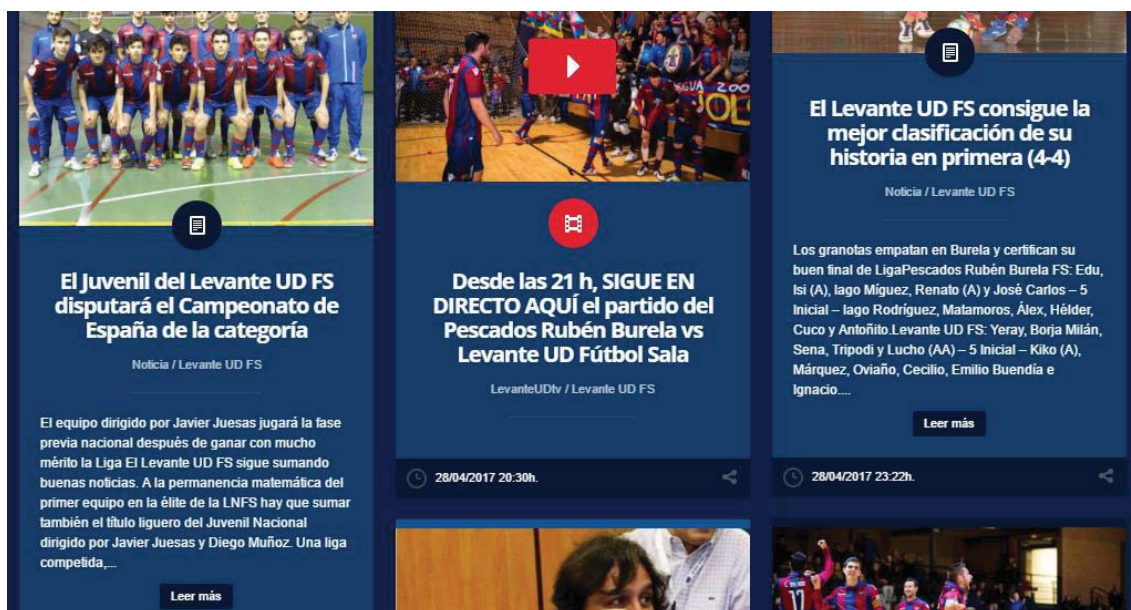 El Juvenil del Levante UD FS
disputará el Campeonato de
España de la categoría
Noticia / Levante UD FS
El equipo dirigido por Javier Juesas jugará la fase
previa nacional después de ganar con mucho
mérito la Liga El Levante UD FS sigue sumando
buenas noticias. A la permanencia matemática del
primer equipo en la élite de la LNFS hay que sumar
también el título liguero del Juvenil Nacional
dirigido por Javier Juesas y Diego Muñoz. Una liga
competida,...
Leer más
GUA 200
Desde las 21 h, SIGUE EN
DIRECTO AQUÍ el partido del
Pescados Rubén Burela vs
Levante UD Fútbol Sala
LevanteUDtv / Levante UD FS
28/04/2017 20:30h.
El Levante UD FS consigue la
mejor clasificación de su
historia en primera (4-4)
Noticia / Levante UD FS
Los granotas empatan en Burela y certifican su
buen final de LigaPescados Rubén Burela FS: Edu,
Isi (A), Iago Míguez, Renato (A) y José Carlos – 5
Inicial – Iago Rodríguez, Matamoros, Álex, Hélder,
Cuco y Antoñito.Levante UD FS: Yeray, Borja Milán,
Sena, Tripodi y Lucho (AA) – 5 Inicial – Kiko (A),
Márquez, Oviaño, Cecilio, Emilio Buendía e
Ignacio....
Leer más
28/04/2017 23:22h.
17